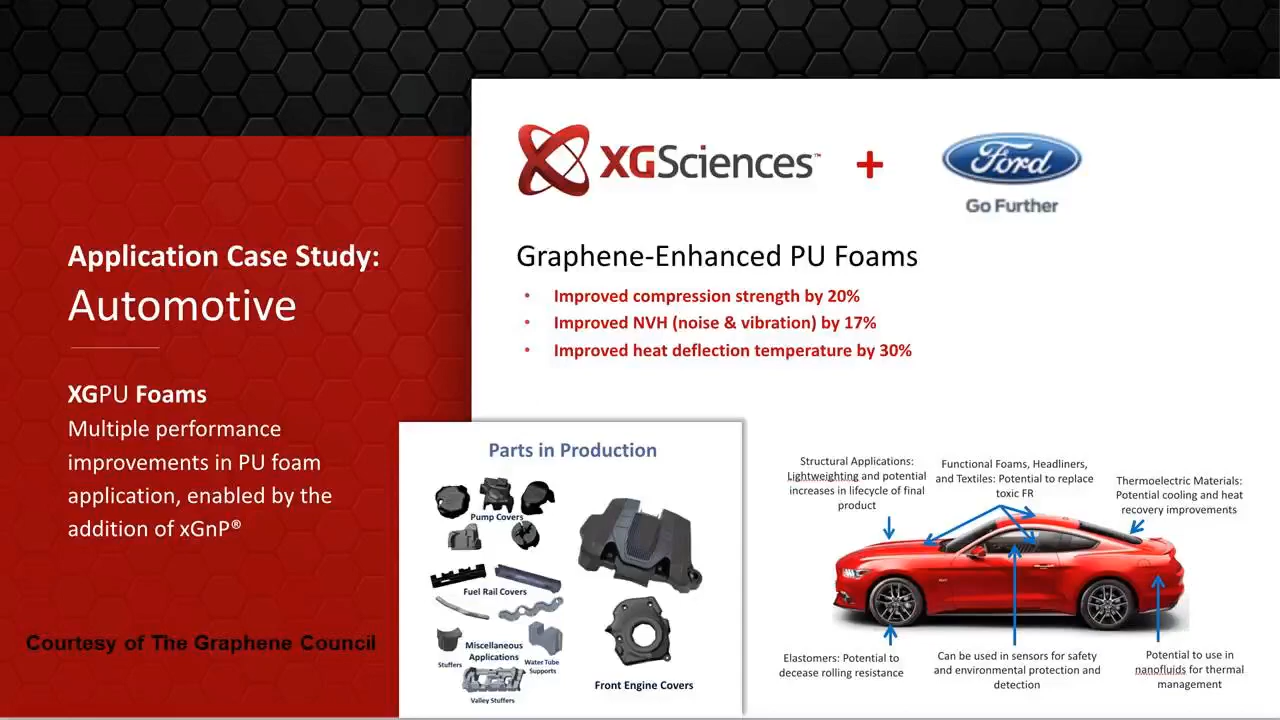 Application Case Study:
Automotive
XGPU Foams
Multiple performance
improvements in PU foam
application, enabled by the
addition of xGnP®
Courtesy of The Graphene Council
XGSciences™
+
Ford
Go Further
Graphene-Enhanced PU Foams
• Improved compression strength by 20%
• Improved NVH (noise & vibration) by 17%
• Improved heat deflection temperature by 30%
Parts in Production
Pump Covers
Fuel Rail Covers
Miscellaneous
Applications
Stuffers
Water Tube
Supports
Valley Stuffers
Front Engine Covers
Structural Applications:
Lightweighting and potential
increases in lifecycle of final
product
Functional Foams, Headliners,
and Textiles: Potential to replace
toxic FR
Thermoelectric Materials:
Potential cooling and heat
recovery improvements
Elastomers: Potential to
decease rolling resistance
Can be used in sensors for safety
and environmental protection and
detection
Potential to use in
nanofluids for thermal
management